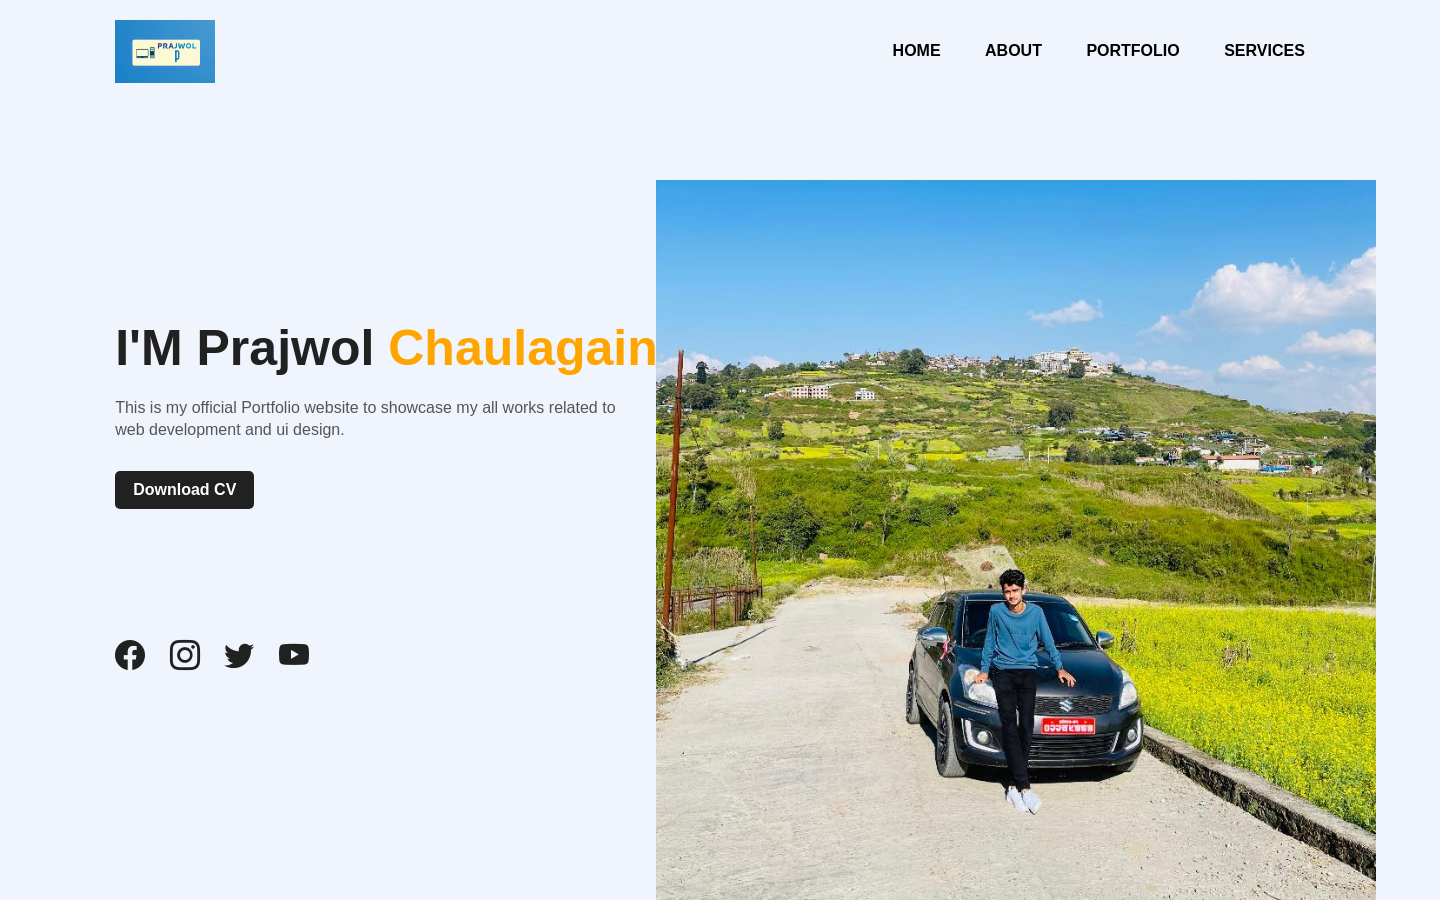 PRAJWOL
P
HOME ABOUT PORTFOLIO SERVICES
I'M Prajwol Chaulagain
This is my official Portfolio website to showcase my all works related to
web development and ui design.
Download CV